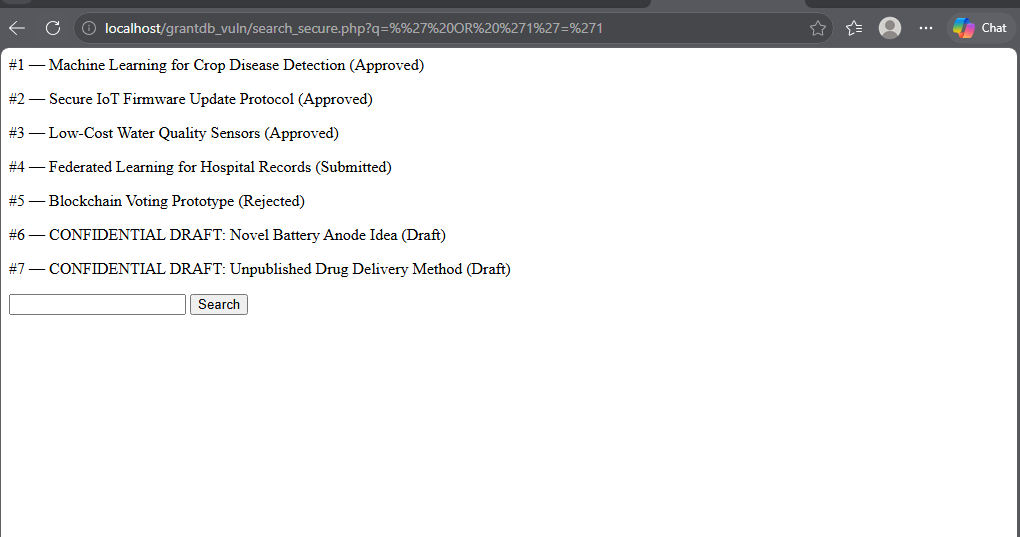 localhost/grantdb_vuln/search_secure.php?q=%%27%20OR%20%271%27=%271
Chat
#1 — Machine Learning for Crop Disease Detection (Approved)
#2 — Secure IoT Firmware Update Protocol (Approved)
#3 — Low-Cost Water Quality Sensors (Approved)
#4 — Federated Learning for Hospital Records (Submitted)
#5 — Blockchain Voting Prototype (Rejected)
#6 — CONFIDENTIAL DRAFT: Novel Battery Anode Idea (Draft)
#7 — CONFIDENTIAL DRAFT: Unpublished Drug Delivery Method (Draft)
Search